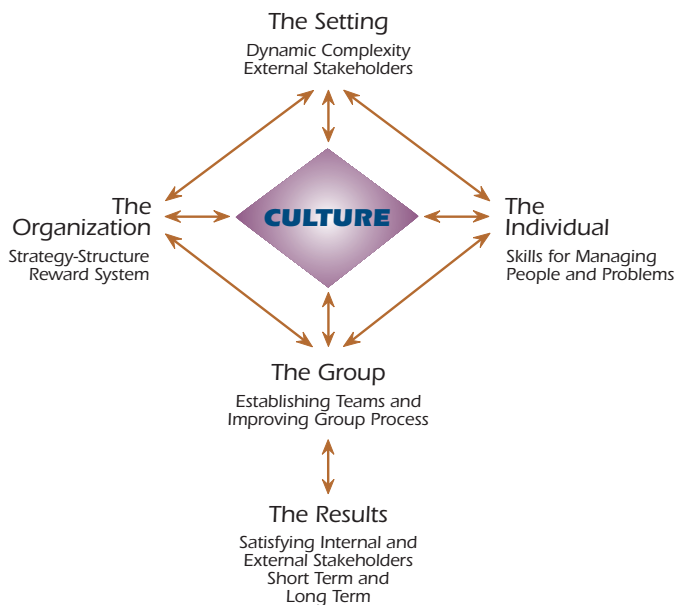 The Setting
Dynamic Complexity
External Stakeholders
CULTURE
The
Organization
Strategy-Structure
Reward System
The
Individual
Skills for Managing
People and Problems
The Group
Establishing Teams and
Improving Group Process
The Results
Satisfying Internal and
External Stakeholders
Short Term and
Long Term